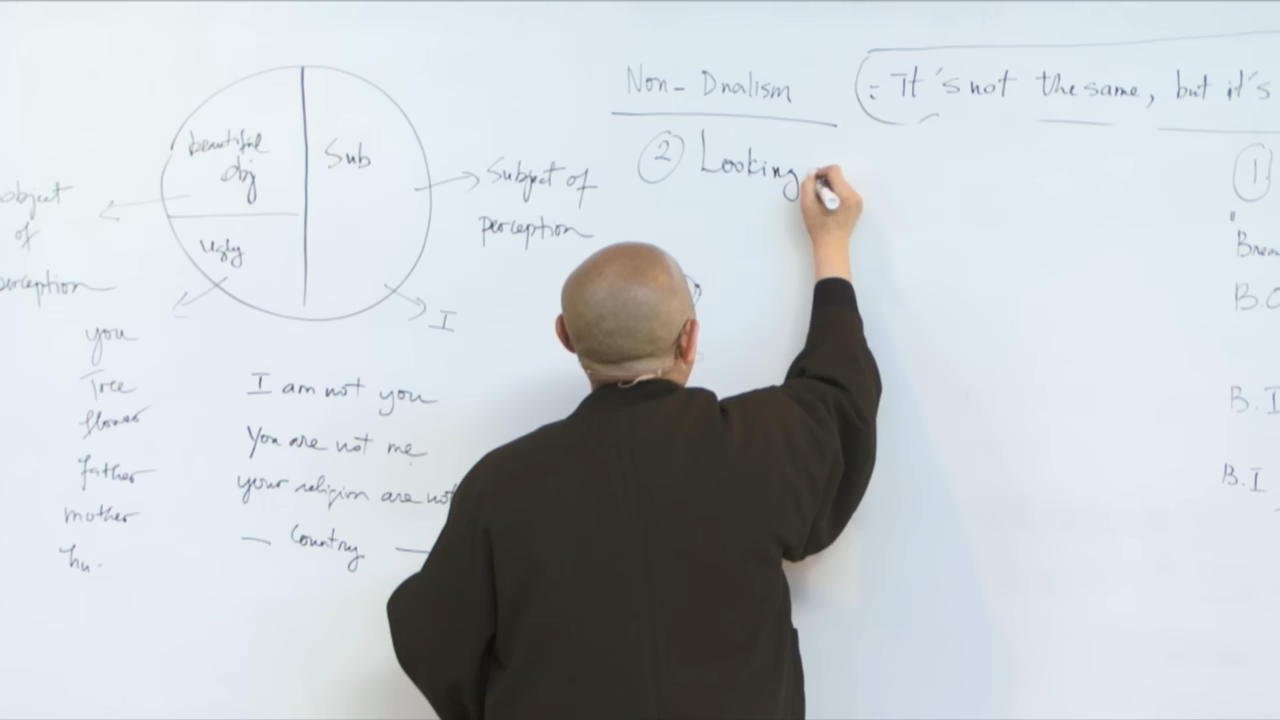 beautiful
obj
Sub
Ugly
object
of
perception
Subject of
perception
I
you
Tree
flower
father
mother
hu-
I am not you
You are not me
your religion are not
— Country —
Non-Dualism
: It's not the same, but it's
② Looking
①
"
B.
B.I
B.I